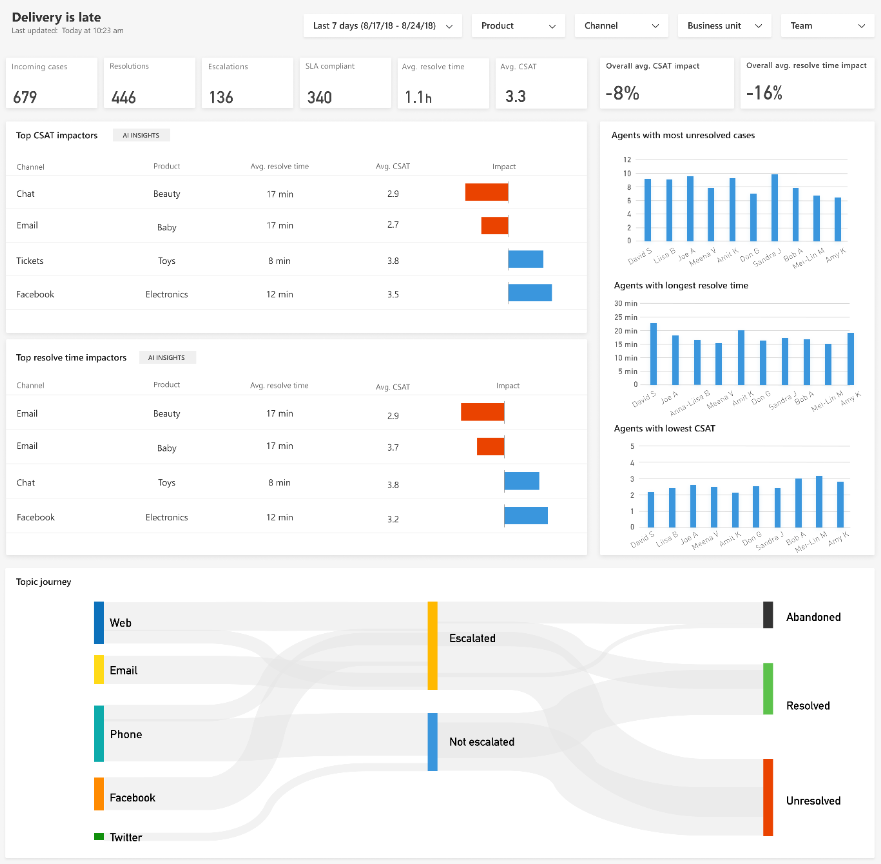 Delivery is late
Last updated: Today at 10:23 am
Last 7 days (8/17/18 - 8/24/18)
Product
Channel
Business unit
Team
Incoming cases
679
Resolutions
446
Escalations
136
SLA compliant
340
Avg. resolve time
1.1h
Avg. CSAT
3.3
Overall avg. CSAT impact
-8%
Overall avg. resolve time impact
-16%
Top CSAT impactors
AI INSIGHTS
Channel Product Avg. resolve time Avg. CSAT Impact
Chat Beauty 17 min 2.9
Email Baby 17 min 2.7
Tickets Toys 8 min 3.8
Facebook Electronics 12 min 3.5
Top resolve time impactors
AI INSIGHTS
Channel Product Avg. resolve time Avg. CSAT Impact
Email Beauty 17 min 2.9
Email Baby 17 min 3.7
Chat Toys 8 min 3.8
Facebook Electronics 12 min 3.2
Agents with most unresolved cases
12
10
8
6
4
2
0
David S Liisa B Joe A Meena V Amit K Don G Sandra J Bob A Mei-Lin M Amy K
Agents with longest resolve time
30 min
25 min
20 min
15 min
10 min
5 min
0
David S Joe A Anna-Liisa B Meena V Amit K Don G Sandra J Bob A Mei-Lin M Amy K
Agents with lowest CSAT
5
4
3
2
1
0
David S Liisa B Joe A Meena V Amit K Don G Sandra J Bob A Mei-Lin M Amy K
Topic journey
Web
Email
Phone
Facebook
Twitter
Escalated
Not escalated
Abandoned
Resolved
Unresolved